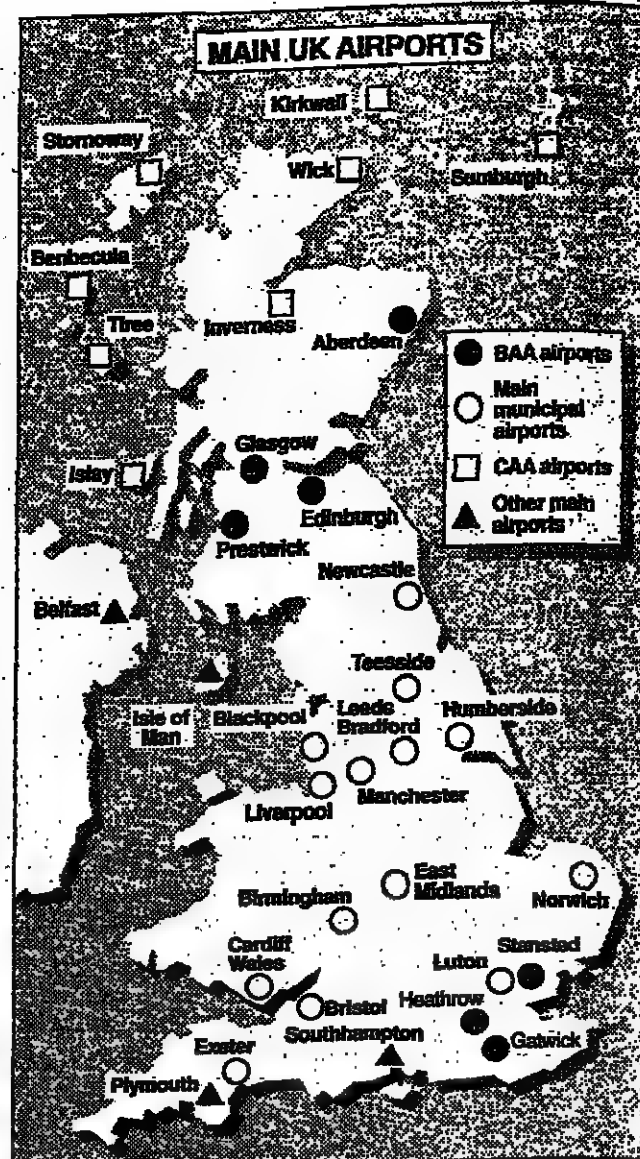 MAIN UK AIRPORTS
Kirkwall
Stornoway
Wick
Sumburgh
Benbecula
Tiree
Inverness
Aberdeen
BAA airports
Main
municipal
airports
CAA airports
Other main
airports
Glasgow
Islay
Edinburgh
Prestwick
Newcastle
Belfast
Teesside
Isle of
Man
Blackpool
Leeds
Bradford
Humberside
Manchester
Liverpool
East
Midlands
Birmingham
Norwich
Cardiff
Wales
Stansted
Luton
Heathrow
Bristol
Southhampton
Gatwick
Exeter
Plymouth